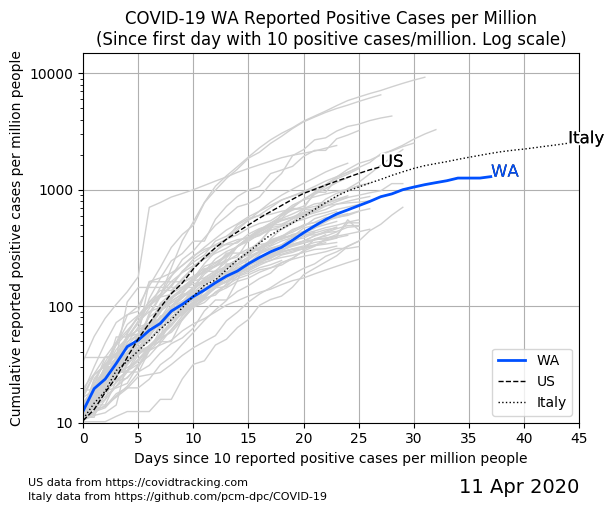 COVID-19 WA Reported Positive Cases per Million
(Since first day with 10 positive cases/million. Log scale)
Cumulative reported positive cases per million people
10000
1000
100
10
US
WA
Italy
WA
US
Italy
0 5 10 15 20 25 30 35 40 45
Days since 10 reported positive cases per million people
US data from https://covidtracking.com
Italy data from https://github.com/pcm-dpc/COVID-19
11 Apr 2020